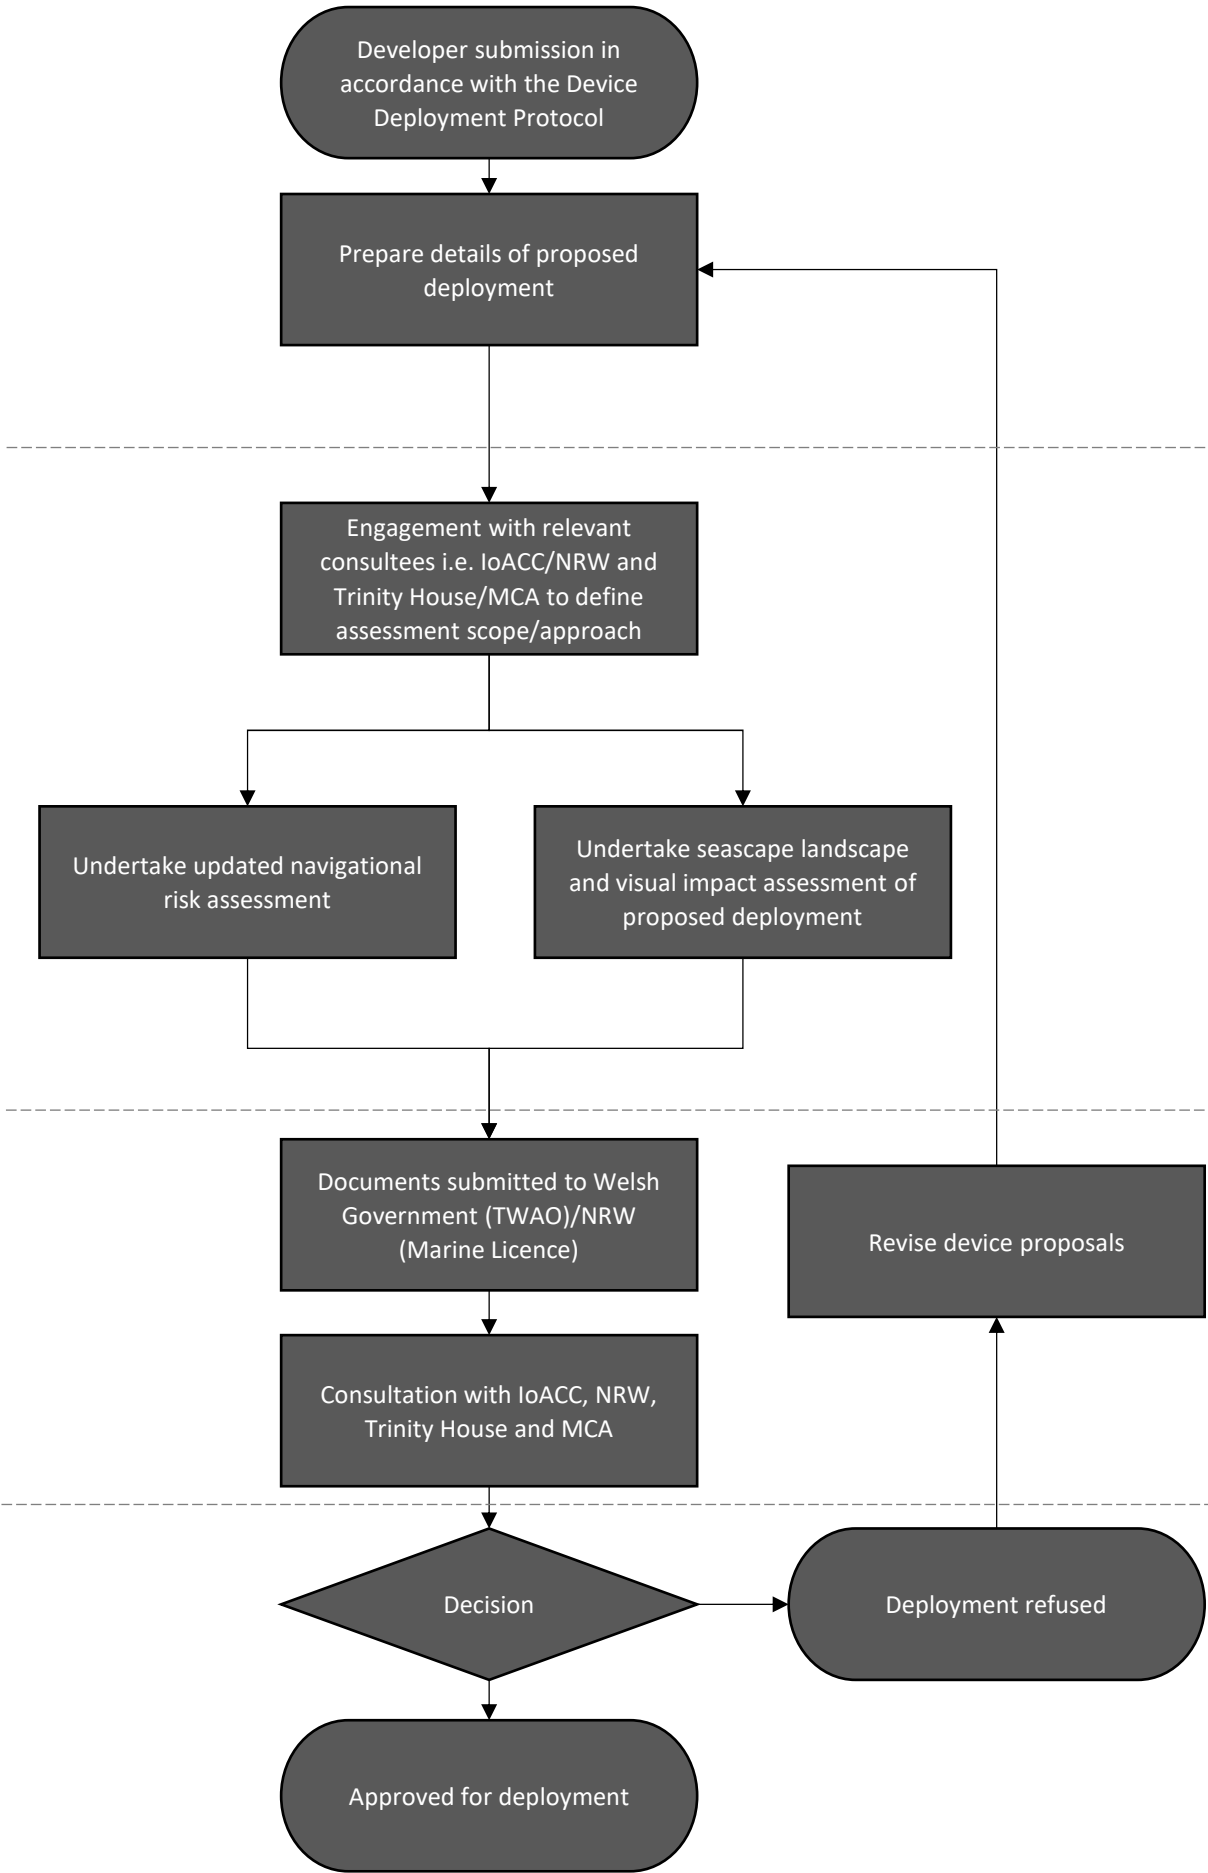 Developer submission in
accordance with the Device
Deployment Protocol
Prepare details of proposed
deployment
Engagement with relevant
consultees i.e. IoACC/NRW and
Trinity House/MCA to define
assessment scope/approach
Undertake updated navigational
risk assessment
Undertake seascape landscape
and visual impact assessment of
proposed deployment
Documents submitted to Welsh
Government (TWAO)/NRW
(Marine Licence)
Revise device proposals
Consultation with IoACC, NRW,
Trinity House and MCA
Decision
Deployment refused
Approved for deployment